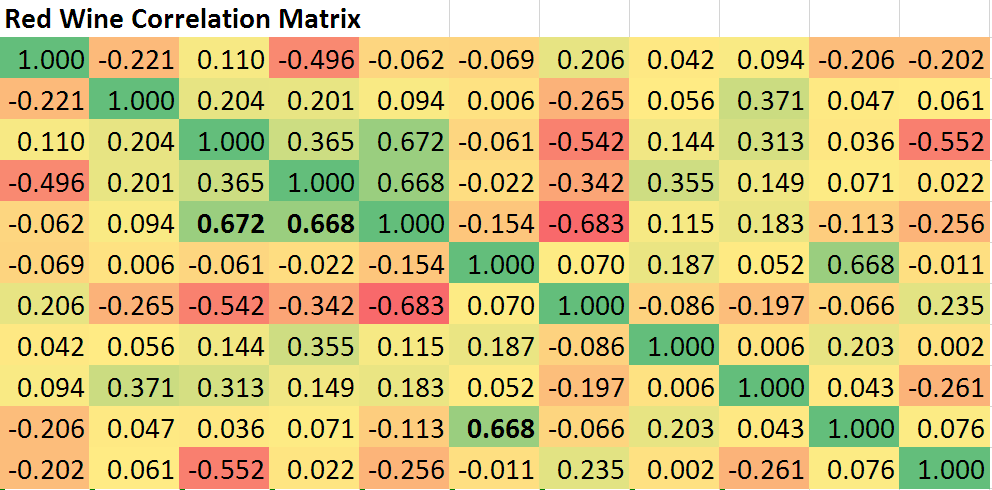 Red Wine Correlation Matrix
1.000 -0.221 0.110 -0.496 -0.062 -0.069 0.206 0.042 0.094 -0.206 -0.202
-0.221 1.000 0.204 0.201 0.094 0.006 -0.265 0.056 0.371 0.047 0.061
0.110 0.204 1.000 0.365 0.672 -0.061 -0.542 0.144 0.313 0.036 -0.552
-0.496 0.201 0.365 1.000 0.668 -0.022 -0.342 0.355 0.149 0.071 0.022
-0.062 0.094 0.672 0.668 1.000 -0.154 -0.683 0.115 0.183 -0.113 -0.256
-0.069 0.006 -0.061 -0.022 -0.154 1.000 0.070 0.187 0.052 0.668 -0.011
0.206 -0.265 -0.542 -0.342 -0.683 0.070 1.000 -0.086 -0.197 -0.066 0.235
0.042 0.056 0.144 0.355 0.115 0.187 -0.086 1.000 0.006 0.203 0.002
0.094 0.371 0.313 0.149 0.183 0.052 -0.197 0.006 1.000 0.043 -0.261
-0.206 0.047 0.036 0.071 -0.113 0.668 -0.066 0.203 0.043 1.000 0.076
-0.202 0.061 -0.552 0.022 -0.256 -0.011 0.235 0.002 -0.261 0.076 1.000